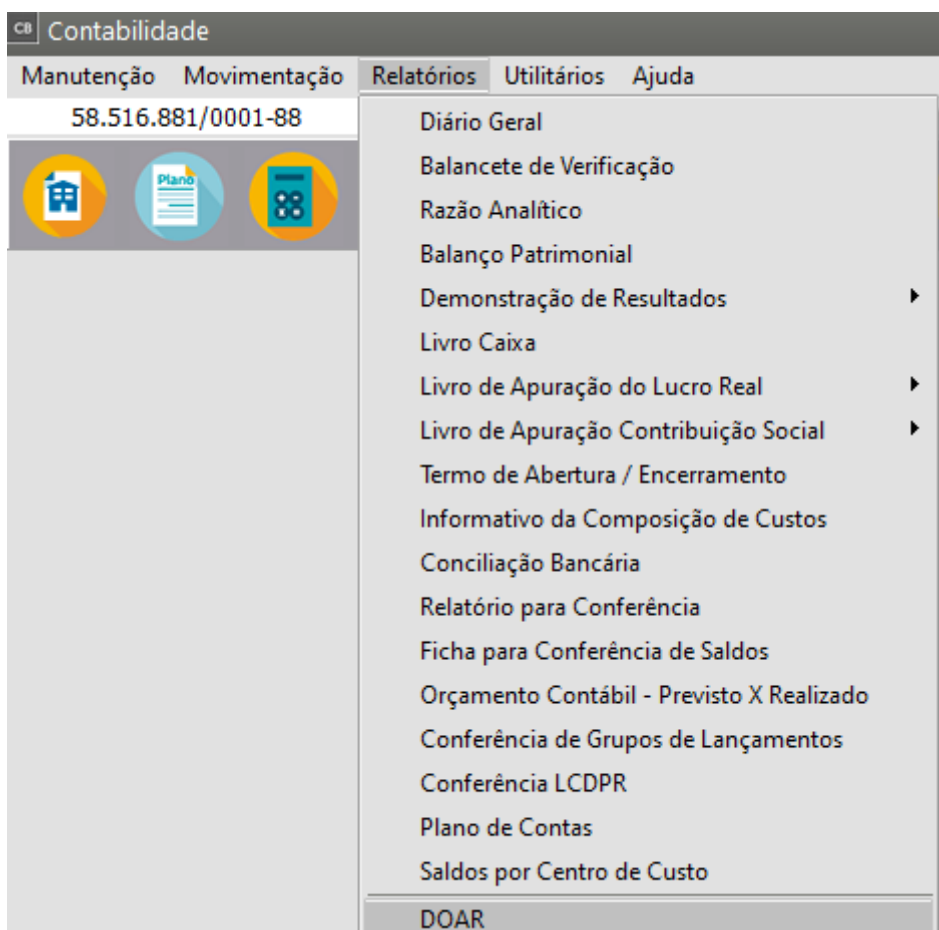 CB Contabilidade
Manutenção Movimentação Relatórios Utilitários Ajuda
58.516.881/0001-88
Plano
Diário Geral
Balancete de Verificação
Razão Analítico
Balanço Patrimonial
Demonstração de Resultados
Livro Caixa
Livro de Apuração do Lucro Real
Livro de Apuração Contribuição Social
Termo de Abertura / Encerramento
Informativo da Composição de Custos
Conciliação Bancária
Relatório para Conferência
Ficha para Conferência de Saldos
Orçamento Contábil - Previsto X Realizado
Conferência de Grupos de Lançamentos
Conferência LCDPR
Plano de Contas
Saldos por Centro de Custo
DOAR